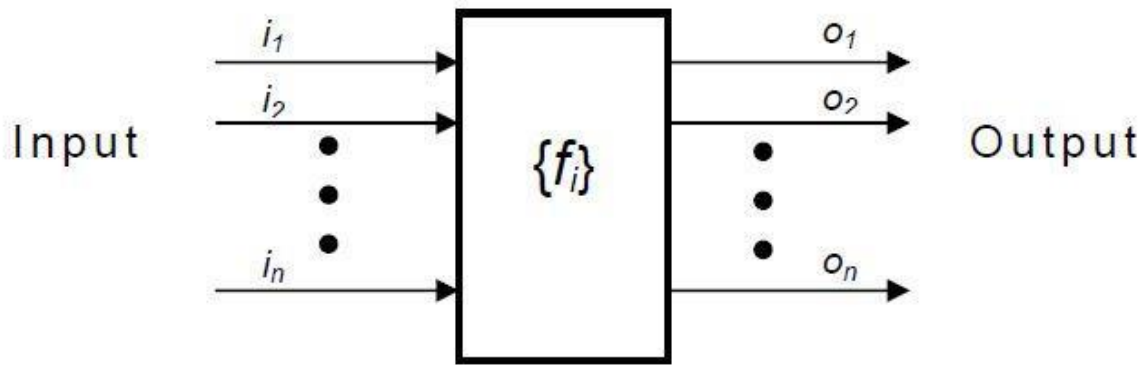 i₁
o₁
i₂
o₂
Input
{fᵢ}
Output
iₙ
oₙ